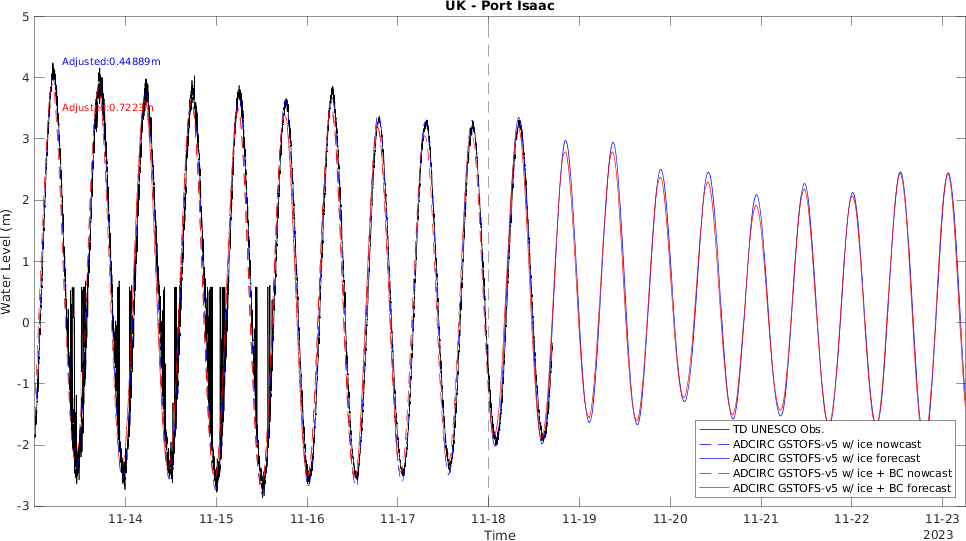 UK - Port Isaac
5
4
3
2
1
0
-1
-2
-3
Water Level (m)
Adjusted:0.44889m
Adjusted:0.7223m
TD UNESCO Obs.
ADCIRC GSTOFS-v5 w/ ice nowcast
ADCIRC GSTOFS-v5 w/ ice forecast
ADCIRC GSTOFS-v5 w/ ice + BC nowcast
ADCIRC GSTOFS-v5 w/ ice + BC forecast
11-14 11-15 11-16 11-17 11-18 11-19 11-20 11-21 11-22 11-23
Time
2023